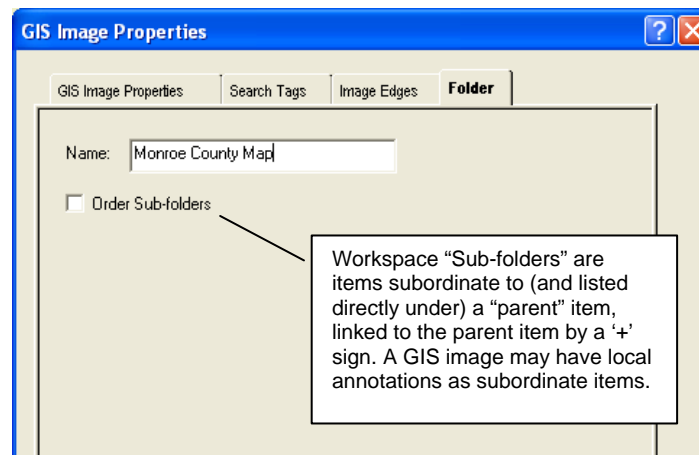 GIS Image Properties
GIS Image Properties Search Tags Image Edges Folder
Name: Monroe County Map
Order Sub-folders
Workspace “Sub-folders” are
items subordinate to (and listed
directly under) a “parent” item,
linked to the parent item by a ‘+’
sign. A GIS image may have local
annotations as subordinate items.